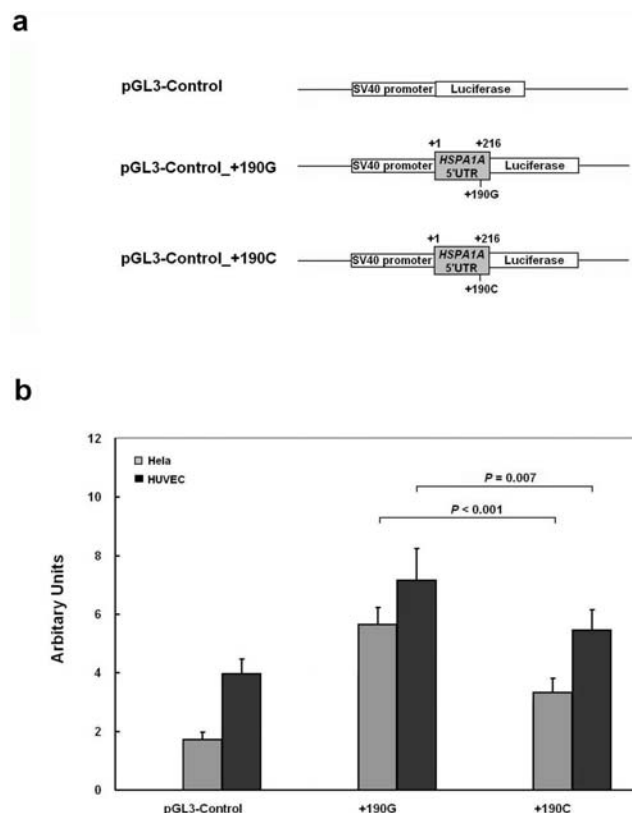 a
pGL3-Control
SV40 promoter Luciferase
+1 +216
pGL3-Control_+190G
SV40 promoter HSPA1A 5'UTR Luciferase
+190G
+1 +216
pGL3-Control_+190C
SV40 promoter HSPA1A 5'UTR Luciferase
+190C
b
12
10
8
6
4
2
0
Arbitary Units
Hela
HUVEC
P = 0.007
P < 0.001
pGL3-Control +190G +190C